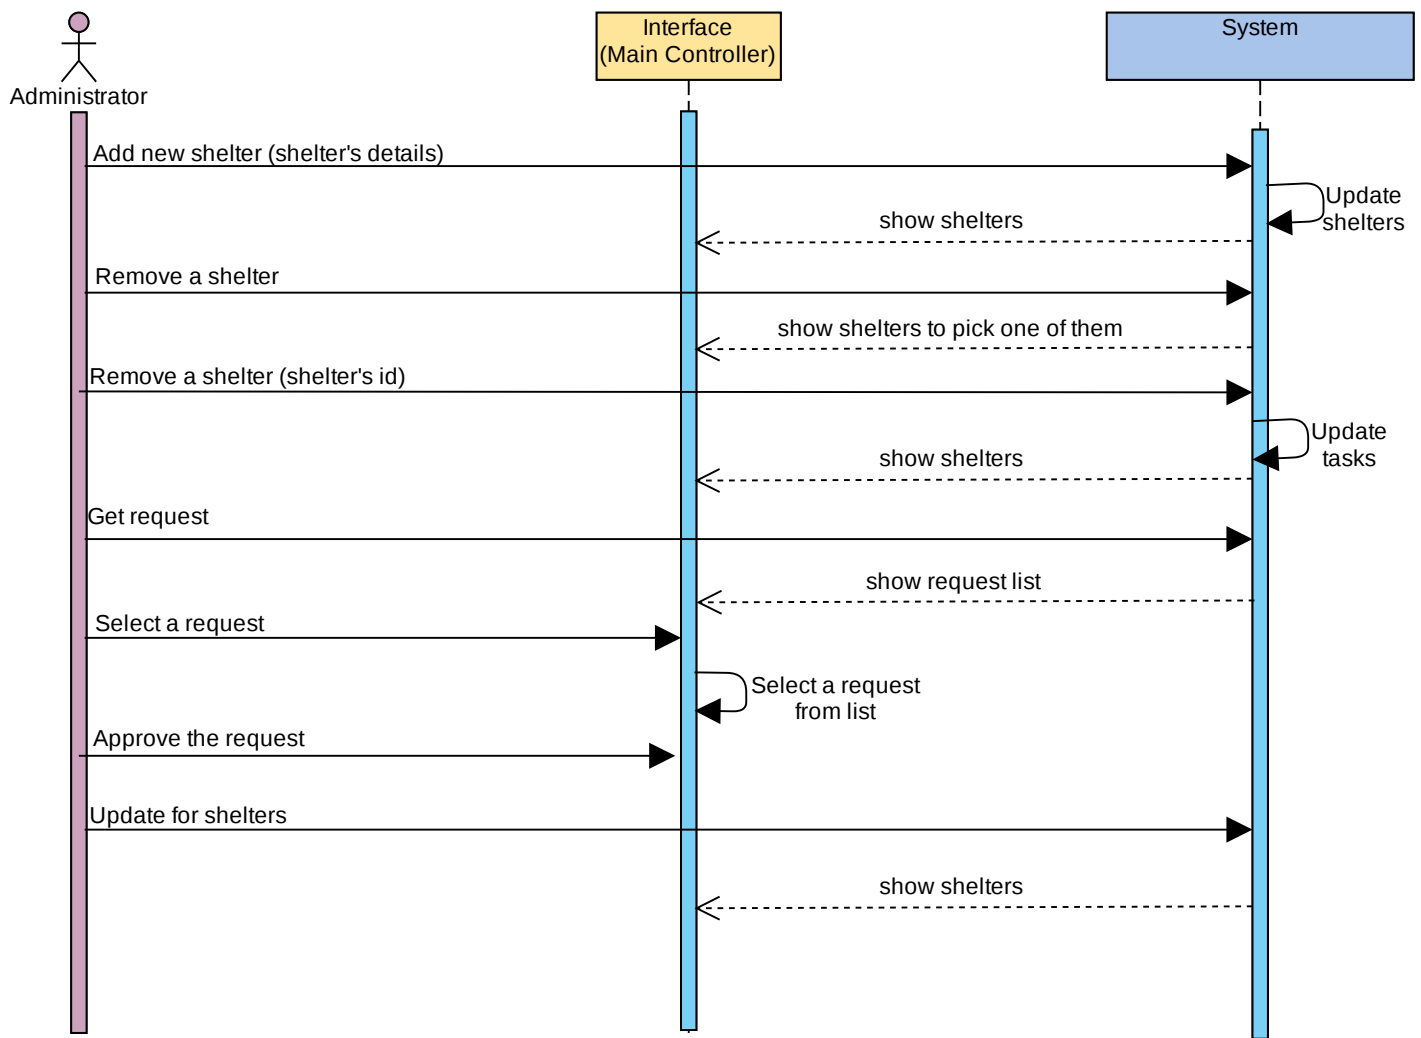 Administrator
Interface
(Main Controller)
System
Add new shelter (shelter's details)
Update
shelters
show shelters
Remove a shelter
show shelters to pick one of them
Remove a shelter (shelter's id)
Update
tasks
show shelters
Get request
show request list
Select a request
Select a request
from list
Approve the request
Update for shelters
show shelters